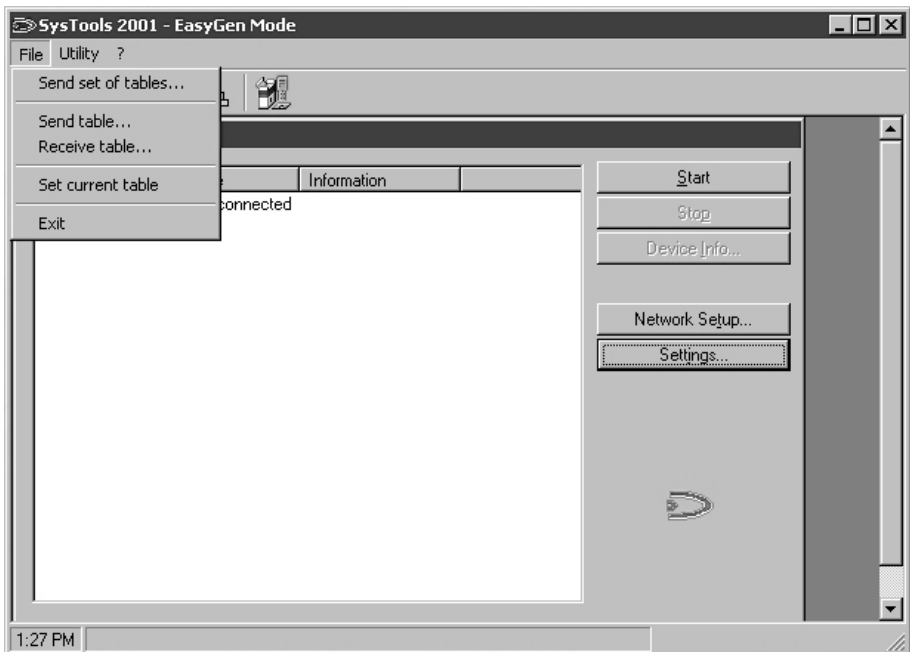 SysTools 2001 - EasyGen Mode
File Utility ?
Send set of tables...
Send table...
Receive table...
Set current table
Exit
Information
connected
Start
Stop
Device Info...
Network Setup...
Settings...
1:27 PM